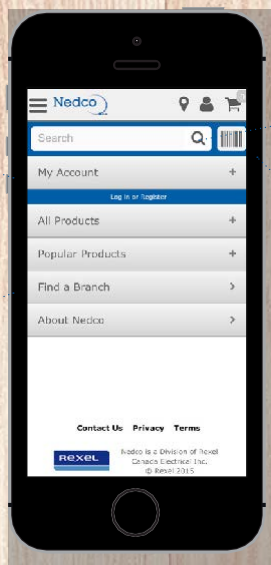 Nedco
Search
My Account +
Log in or Register
All Products +
Popular Products +
Find a Branch >
About Nedco >
Contact Us Privacy Terms
REXEL
Nedco is a Division of Rexel
Canada Electrical Inc.
© Rexel 2015